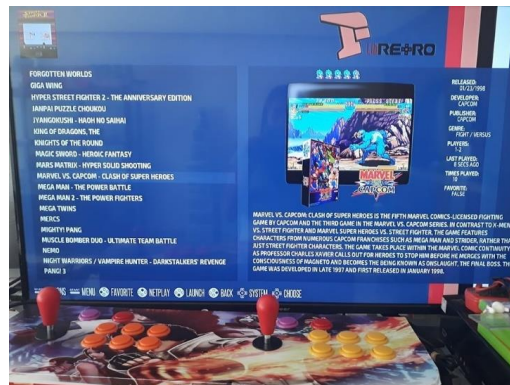 RETRO
FORGOTTEN WORLDS
GIGA WING
HYPER STREET FIGHTER 2 - THE ANNIVERSARY EDITION
JANPAI PUZZLE CHOUKOU
JYANGOKUSHI - HAOH NO SAIHAI
KING OF DRAGONS, THE
KNIGHTS OF THE ROUND
MAGIC SWORD - HEROIC FANTASY
MARS MATRIX - HYPER SOLID SHOOTING
MARVEL VS. CAPCOM - CLASH OF SUPER HEROES
MEGA MAN - THE POWER BATTLE
MEGA MAN 2 - THE POWER FIGHTERS
MEGA TWINS
MERCS
MIGHTY! PANG
MUSCLE BOMBER DUO - ULTIMATE TEAM BATTLE
NEMO
NIGHT WARRIORS / VAMPIRE HUNTER - DARKSTALKERS' REVENGE
PANG! 3
MARVEL
CAPCOM
RELEASED:
01/23/1998
DEVELOPER:
CAPCOM
PUBLISHER
CAPCOM
GENRE:
FIGHT / VERSUS
PLAYERS:
1-2
LAST PLAYED:
8 SECS AGO
TIMES PLAYED:
18
FAVORITE:
FALSE
MARVEL VS. CAPCOM: CLASH OF SUPER HEROES IS THE FIFTH MARVEL COMICS-LICENSED FIGHTING
GAME BY CAPCOM AND THE THIRD GAME IN THE MARVEL VS. CAPCOM SERIES. IN CONTRAST TO X-MEN
VS. STREET FIGHTER AND MARVEL SUPER HEROES VS. STREET FIGHTER, THE GAME FEATURES
CHARACTERS FROM NUMEROUS CAPCOM FRANCHISES SUCH AS MEGA MAN AND STRIDER, RATHER THA
JUST STREET FIGHTER CHARACTERS. THE GAME TAKES PLACE WITHIN THE MARVEL COMIC CONTINUITY
AS PROFESSOR CHARLES XAVIER CALLS OUT FOR HEROES TO STOP HIM BEFORE HE MERGES WITH THE
CONSCIOUSNESS OF MAGNETO AND BECOMES THE BEING KNOWN AS ONSLAUGHT, THE FINAL BOSS. TH
GAME WAS DEVELOPED IN LATE 1997 AND FIRST RELEASED IN JANUARY 1998.
ONS MENU FAVORITE NETPLAY LAUNCH BACK SYSTEM CHOOSE